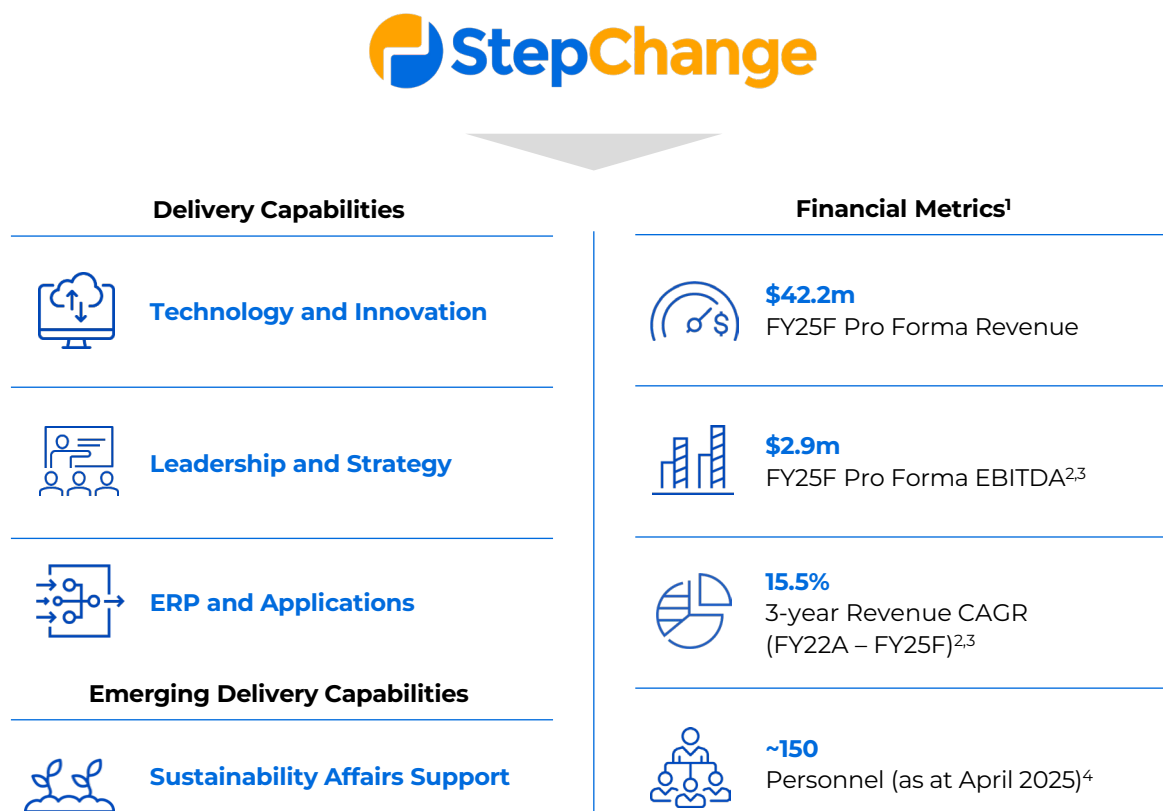 StepChange
Delivery Capabilities
Technology and Innovation
Leadership and Strategy
ERP and Applications
Emerging Delivery Capabilities
Sustainability Affairs Support
Financial Metrics¹
$
$42.2m
FY25F Pro Forma Revenue
$2.9m
FY25F Pro Forma EBITDA²,³
15.5%
3-year Revenue CAGR
(FY22A – FY25F)²,³
~150
Personnel (as at April 2025)⁴